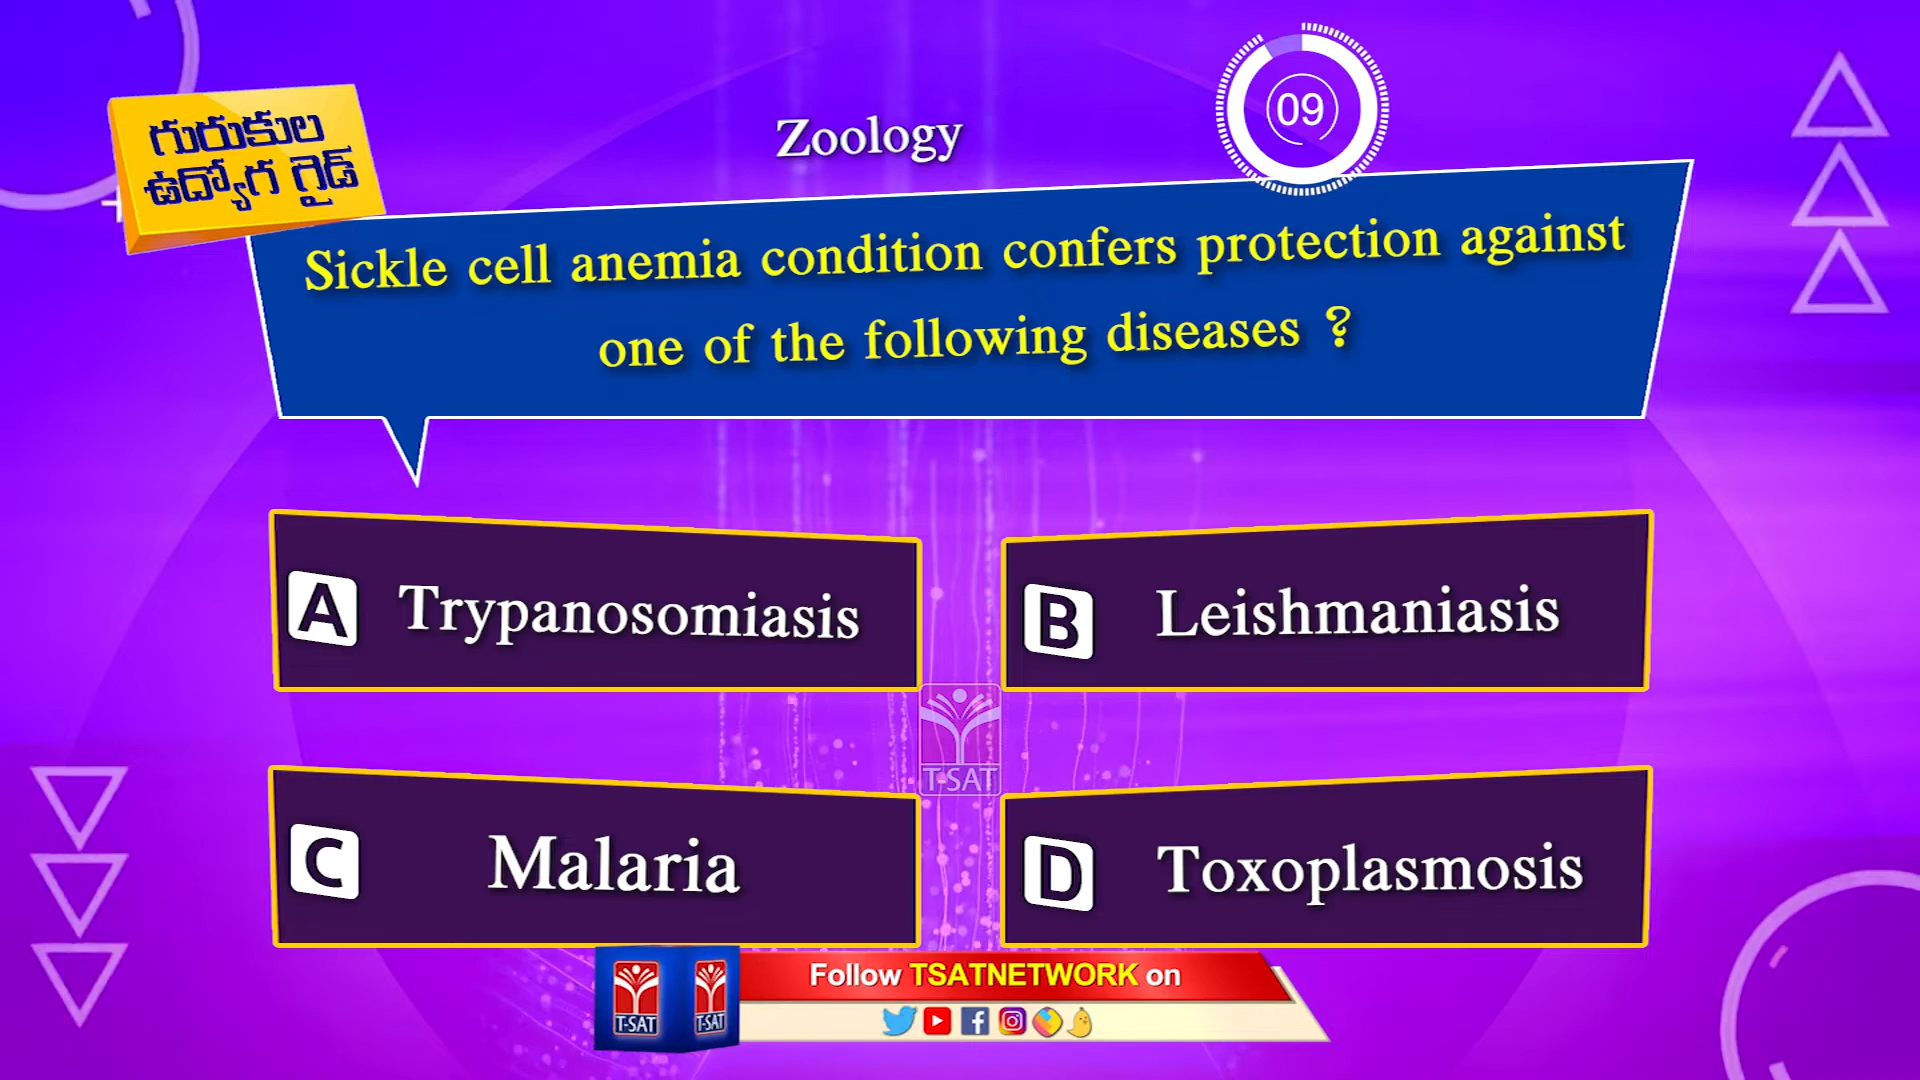 గురుకుల
ఉద్యోగ గైడ్
Zoology
09
Sickle cell anemia condition confers protection against
one of the following diseases ?
A Trypanosomiasis
B Leishmaniasis
T-SAT
C Malaria
D Toxoplasmosis
Follow TSATNETWORK on
T-SAT T-SAT